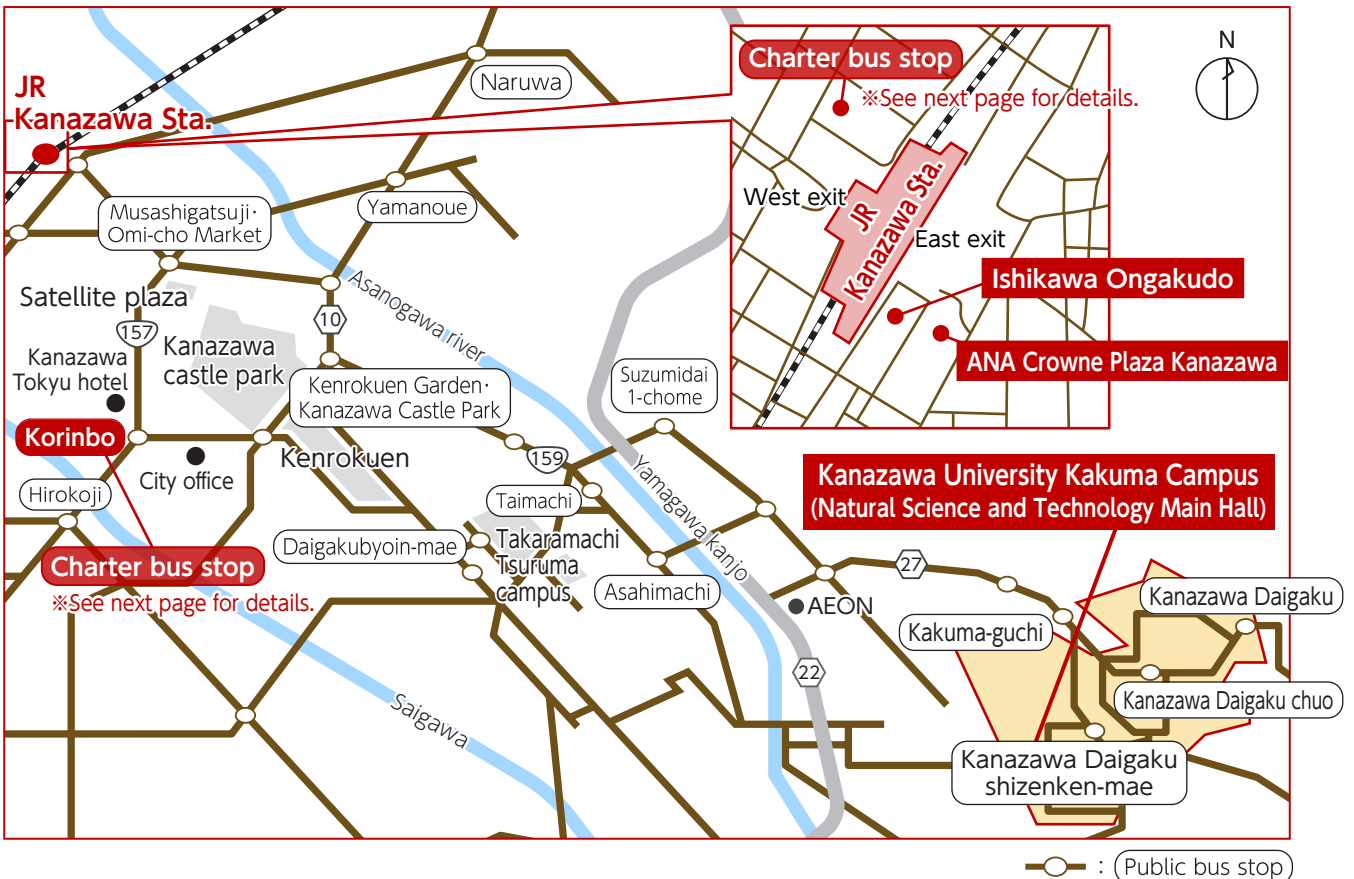 JR
Kanazawa Sta.
Naruwa
Yamanoue
Musashigatsuji・
Omi-cho Market
Satellite plaza
157
10
Asanogawa river
Kanazawa
castle park
Kanazawa
Tokyu hotel
Kenrokuen Garden・
Kanazawa Castle Park
Korinbo
City office
Kenrokuen
Hirokoji
Charter bus stop
※See next page for details.
159
Taimachi
Daigakubyoin-mae
Takaramachi
Tsuruma
campus
Suzumidai
1-chome
Yamagawa kanjo
Asahimachi
Saigawa
AEON
22
27
Charter bus stop
※See next page for details.
West exit
JR
Kanazawa Sta.
East exit
Ishikawa Ongakudo
ANA Crowne Plaza Kanazawa
N
Kanazawa University Kakuma Campus
(Natural Science and Technology Main Hall)
Kakuma-guchi
Kanazawa Daigaku
Kanazawa Daigaku chuo
Kanazawa Daigaku
shizenken-mae
: Public bus stop